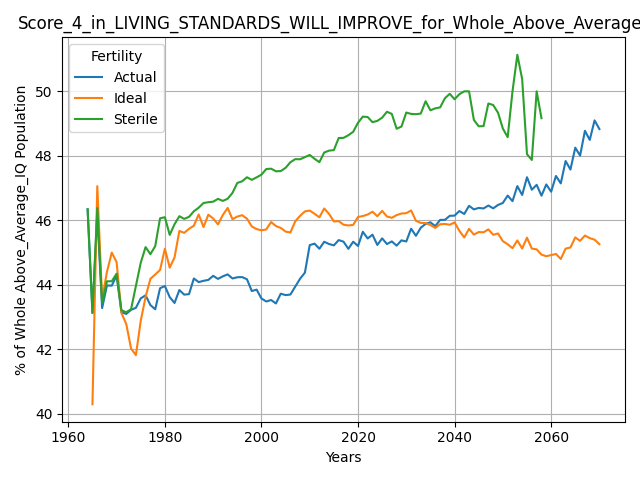 Score_4_in_LIVING_STANDARDS_WILL_IMPROVE_for_Whole_Above_Average
Fertility
Actual
Ideal
Sterile
% of Whole Above_Average_IQ Population
50
48
46
44
42
40
1960
1980
2000
2020
2040
2060
Years